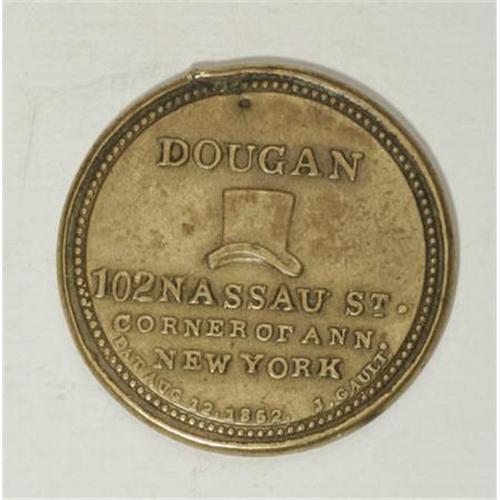 DOUGAN
102 NASSAU ST.
CORNER OF ANN.
NEW YORK
PAT. AUG. 12. 1862. J. GAULT.